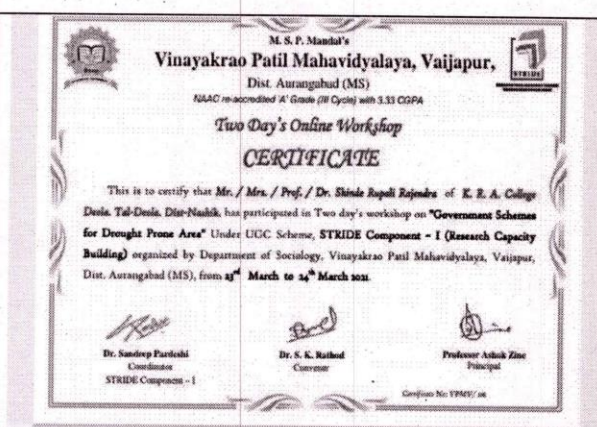 M. S. P. Mandal's
Vinayakrao Patil Mahavidyalaya, Vaijapur,
Dist. Aurangabad (MS)
NAAC re-accredited 'A' Grade (III Cycle) with 3.33 CGPA
STRIDE
Two Day's Online Workshop
CERTIFICATE
This is to certify that Mr. / Mrs. / Prof. / Dr. Shinde Rupali Rajendra of K. R. A. College
Deola. Tal-Deola. Dist-Nashik. has participated in Two day's workshop on "Government Schemes
for Drought Prone Area" Under UGC Scheme, STRIDE Component - I (Research Capacity
Building) organized by Department of Sociology, Vinayakrao Patil Mahavidyalaya, Vaijapur,
Dist. Aurangabad (MS), from 23rd March to 24th March 2021.
Dr. Sandeep Pardeshi
Coordinator
STRIDE Component - I
Dr. S. K. Rathod
Convener
Professor Ashok Zine
Principal
Certificate No: VPMV/